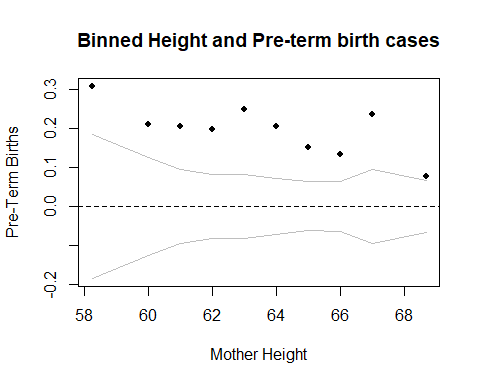 Binned Height and Pre-term birth cases
0.3
0.2
0.1
0.0
-0.2
Pre-Term Births
58 60 62 64 66 68
Mother Height